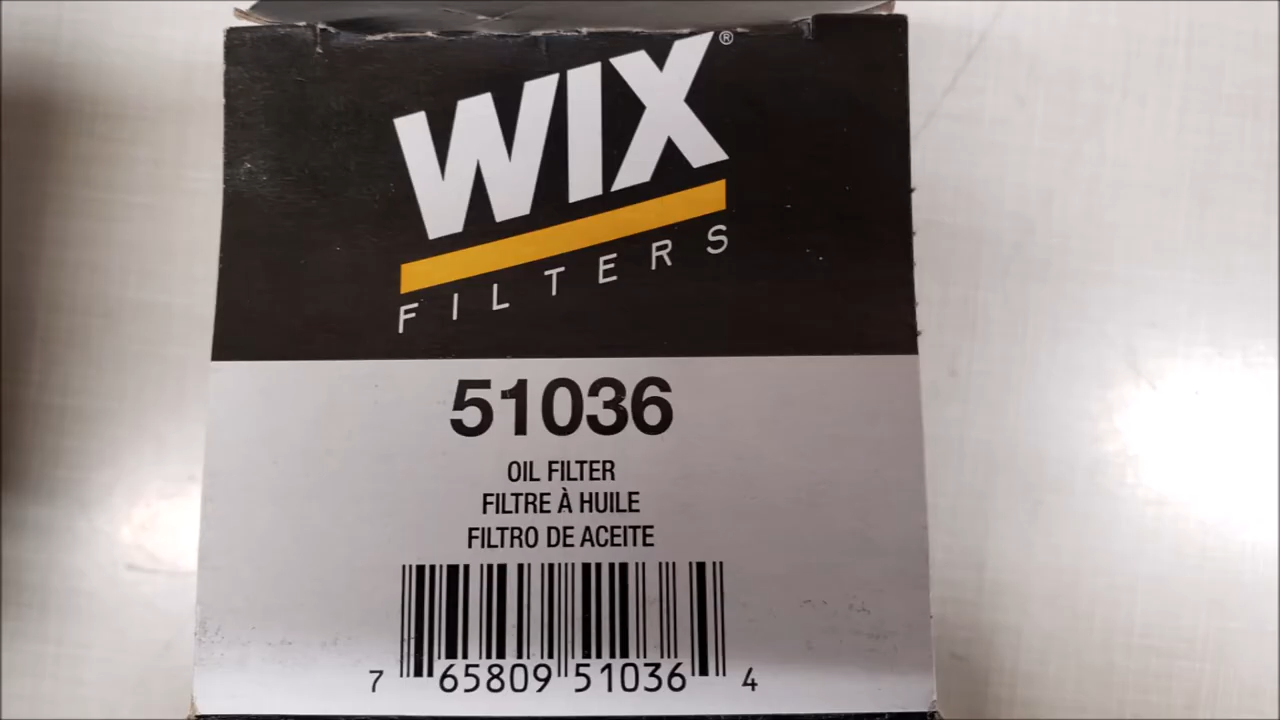 WIX®
FILTERS
51036
OIL FILTER
FILTRE À HUILE
FILTRO DE ACEITE
7 65809 51036 4